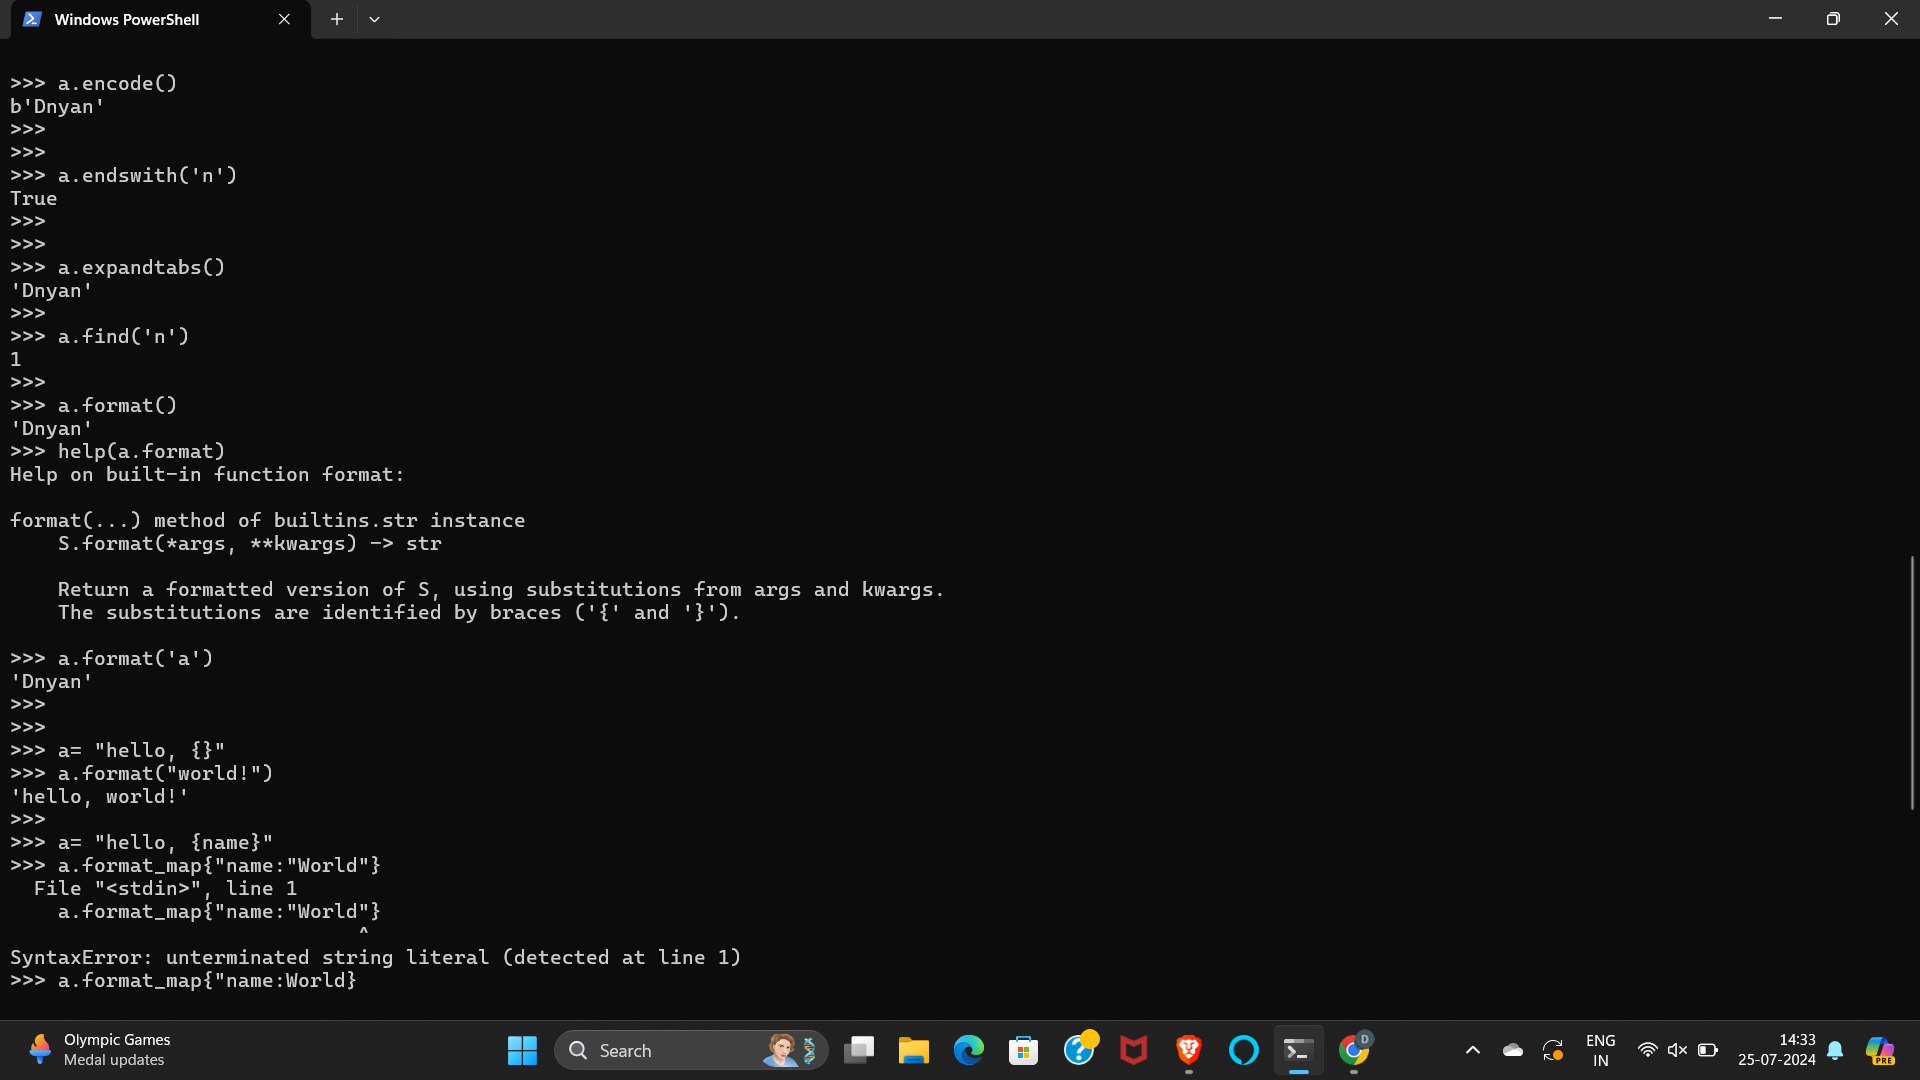 Windows PowerShell
>>> a.encode()
b'Dnyan'
>>>
>>>
>>> a.endswith('n')
True
>>>
>>>
>>> a.expandtabs()
'Dnyan'
>>>
>>> a.find('n')
1
>>>
>>> a.format()
'Dnyan'
>>> help(a.format)
Help on built-in function format:
format(...) method of builtins.str instance
    S.format(*args, **kwargs) -> str
    Return a formatted version of S, using substitutions from args and kwargs.
    The substitutions are identified by braces ('{' and '}').
>>> a.format('a')
'Dnyan'
>>>
>>>
>>> a= "hello, {}"
>>> a.format("world!")
'hello, world!'
>>>
>>> a= "hello, {name}"
>>> a.format_map{"name:"World"}
  File "<stdin>", line 1
    a.format_map{"name:"World"}
                             ^
SyntaxError: unterminated string literal (detected at line 1)
>>> a.format_map{"name:World}
Olympic Games
Medal updates
Search
D
ENG
IN
14:33
25-07-2024
PRE